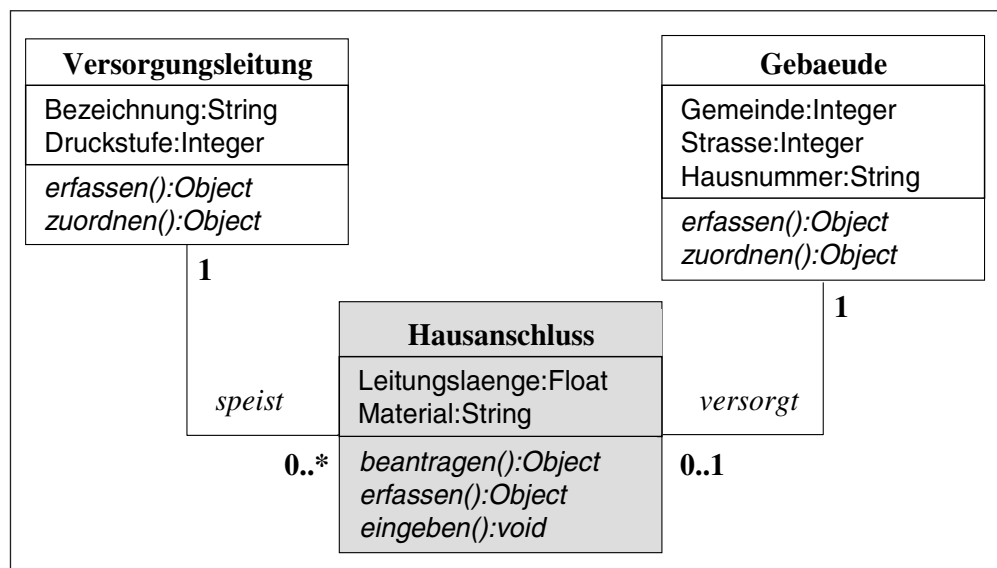 Versorgungsleitung
Bezeichnung:String
Druckstufe:Integer
erfassen():Object
zuordnen():Object
Gebaeude
Gemeinde:Integer
Strasse:Integer
Hausnummer:String
erfassen():Object
zuordnen():Object
1
1
speist
0..*
Hausanschluss
Leitungslaenge:Float
Material:String
beantragen():Object
erfassen():Object
eingeben():void
versorgt
0..1